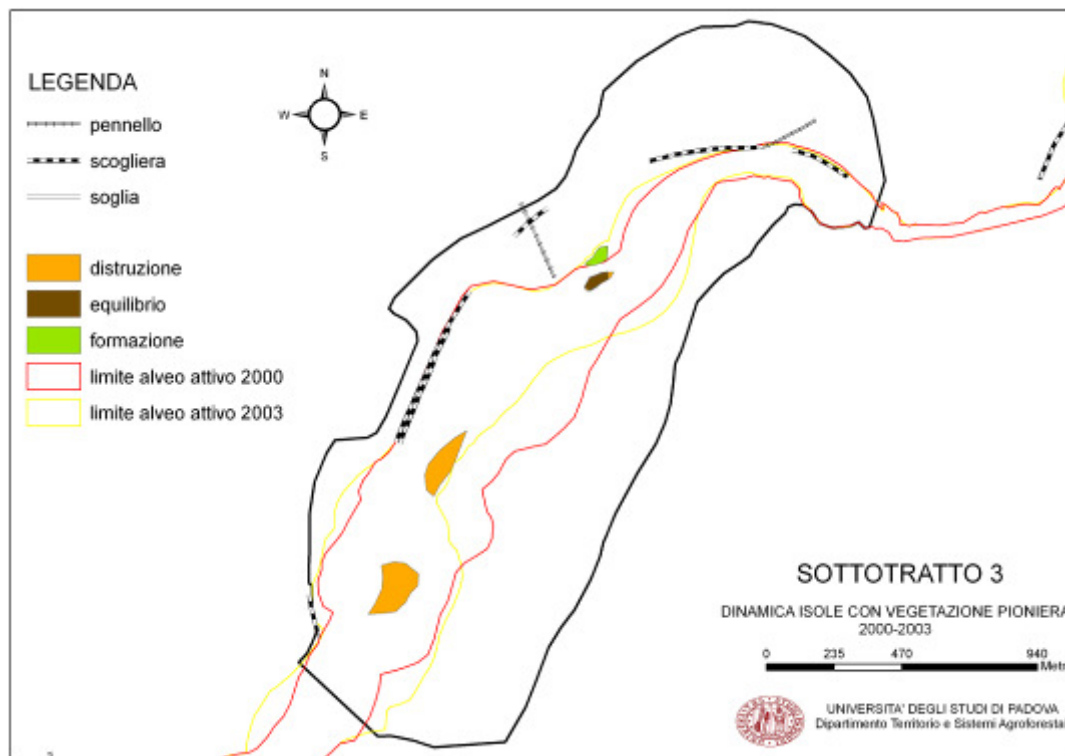 LEGENDA
pennello
scogliera
soglia
distruzione
equilibrio
formazione
limite alveo attivo 2000
limite alveo attivo 2003
N
W E
S
SOTTOTRATTO 3
DINAMICA ISOLE CON VEGETAZIONE PIONIERA
2000-2003
0 235 470 940
Metri
UNIVERSITA' DEGLI STUDI DI PADOVA
Dipartimento Territorio e Sistemi Agroforestali